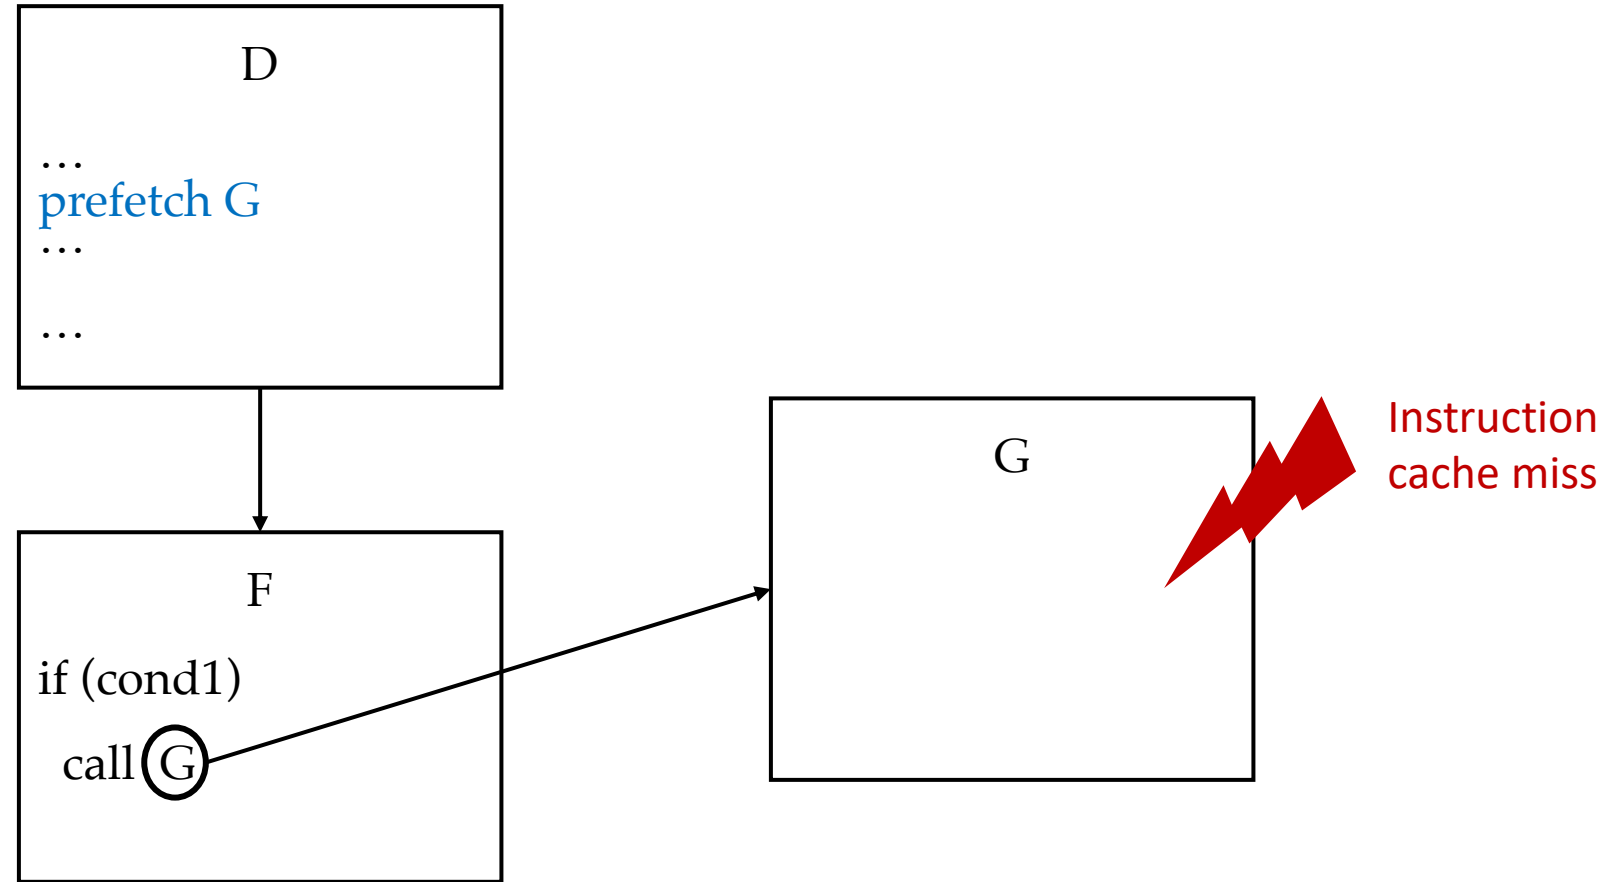 D
…
prefetch G
…
…
F
if (cond1)
call G
G
Instruction
cache miss